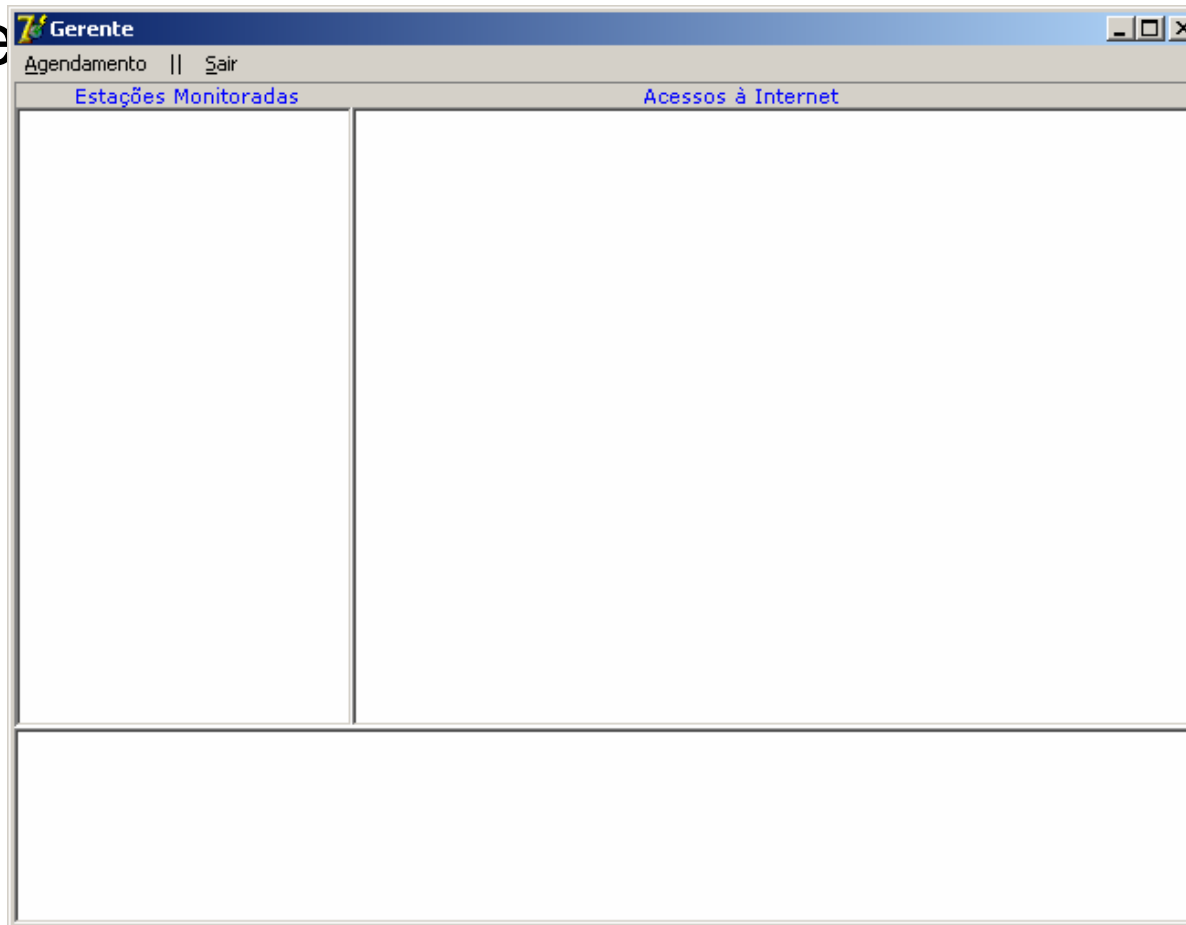 Gerente
Agendamento || Sair
Estações Monitoradas Acessos à Internet